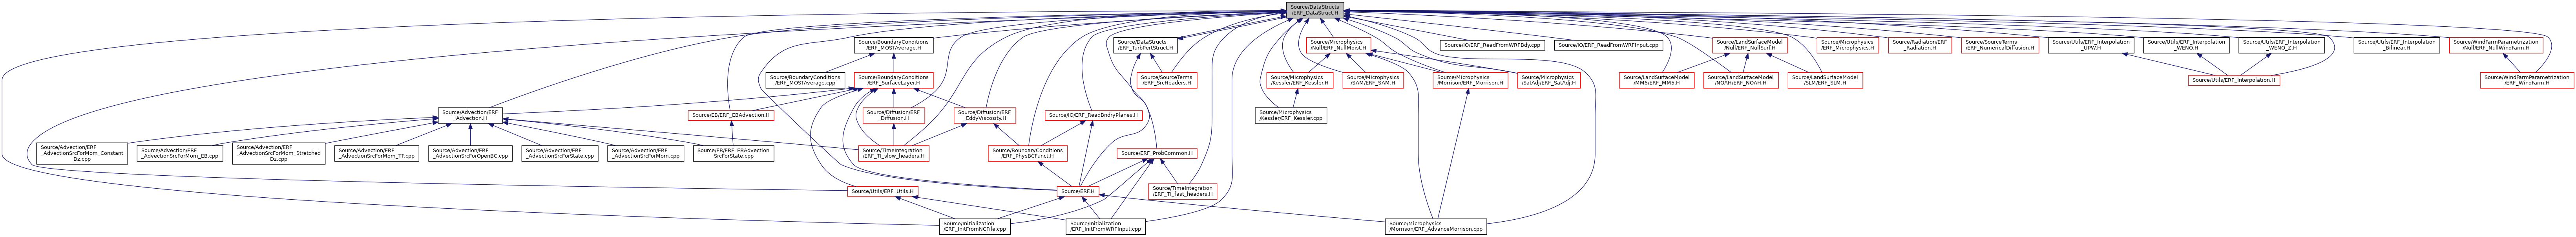 Source/DataStructs
/ERF_DataStruct.H
Source/BoundaryConditions
/ERF_MOSTAverage.H
Source/DataStructs
/ERF_TurbPertStruct.H
Source/Microphysics
/Null/ERF_NullMoist.H
Source/IO/ERF_ReadFromWRFBdy.cpp
Source/IO/ERF_ReadFromWRFInput.cpp
Source/LandSurfaceModel
/Null/ERF_NullSurf.H
Source/Microphysics
/ERF_Microphysics.H
Source/Radiation/ERF
_Radiation.H
Source/SourceTerms
/ERF_NumericalDiffusion.H
Source/Utils/ERF_Interpolation
_UPW.H
Source/Utils/ERF_Interpolation
_WENO.H
Source/Utils/ERF_Interpolation
_WENO_Z.H
Source/Utils/ERF_Interpolation
_Bilinear.H
Source/WindFarmParametrization
/Null/ERF_NullWindFarm.H
Source/BoundaryConditions
/ERF_MOSTAverage.cpp
Source/BoundaryConditions
/ERF_SurfaceLayer.H
Source/SourceTerms
/ERF_SrcHeaders.H
Source/Microphysics
/Kessler/ERF_Kessler.H
Source/Microphysics
/SAM/ERF_SAM.H
Source/Microphysics
/Morrison/ERF_Morrison.H
Source/Microphysics
/SatAdj/ERF_SatAdj.H
Source/LandSurfaceModel
/MM5/ERF_MM5.H
Source/LandSurfaceModel
/NOAH/ERF_NOAH.H
Source/LandSurfaceModel
/SLM/ERF_SLM.H
Source/Utils/ERF_Interpolation.H
Source/WindFarmParametrization
/ERF_WindFarm.H
Source/Advection/ERF
_Advection.H
Source/EB/ERF_EBAdvection.H
Source/Diffusion/ERF
_Diffusion.H
Source/Diffusion/ERF
_EddyViscosity.H
Source/IO/ERF_ReadBndryPlanes.H
Source/Microphysics
/Kessler/ERF_Kessler.cpp
Source/Advection/ERF
_AdvectionSrcForMom_Constant
Dz.cpp
Source/Advection/ERF
_AdvectionSrcForMom_EB.cpp
Source/Advection/ERF
_AdvectionSrcForMom_Stretched
Dz.cpp
Source/Advection/ERF
_AdvectionSrcForMom_TF.cpp
Source/Advection/ERF
_AdvectionSrcForOpenBC.cpp
Source/Advection/ERF
_AdvectionSrcForState.cpp
Source/Advection/ERF
_AdvectionSrcForMom.cpp
Source/EB/ERF_EBAdvection
SrcForState.cpp
Source/TimeIntegration
/ERF_TI_slow_headers.H
Source/BoundaryConditions
/ERF_PhysBCFunct.H
Source/ERF_ProbCommon.H
Source/Utils/ERF_Utils.H
Source/ERF.H
Source/TimeIntegration
/ERF_TI_fast_headers.H
Source/Initialization
/ERF_InitFromNCFile.cpp
Source/Initialization
/ERF_InitFromWRFInput.cpp
Source/Microphysics
/Morrison/ERF_AdvanceMorrison.cpp